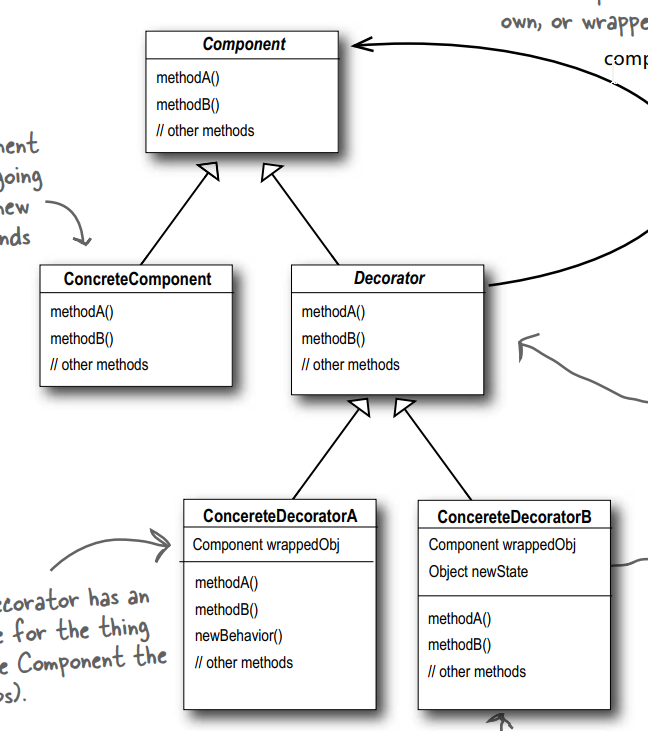 own, or wrappe
comp
Component
methodA()
methodB()
// other methods
nent
going
new
nds
ConcreteComponent
methodA()
methodB()
// other methods
Decorator
methodA()
methodB()
// other methods
ConcereteDecoratorA
Component wrappedObj
methodA()
methodB()
newBehavior()
// other methods
ConcereteDecoratorB
Component wrappedObj
Object newState
methodA()
methodB()
// other methods
ecorator has an
e for the thing
e Component the
os).